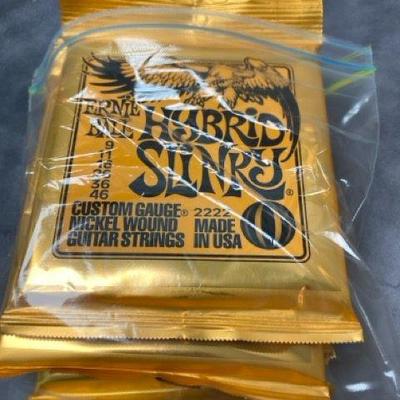 ERNIE
BALL
HYBRID
SLINKY®
9
11
16
26
36
46
CUSTOM GAUGE® 2222
NICKEL WOUND MADE
GUITAR STRINGS IN USA